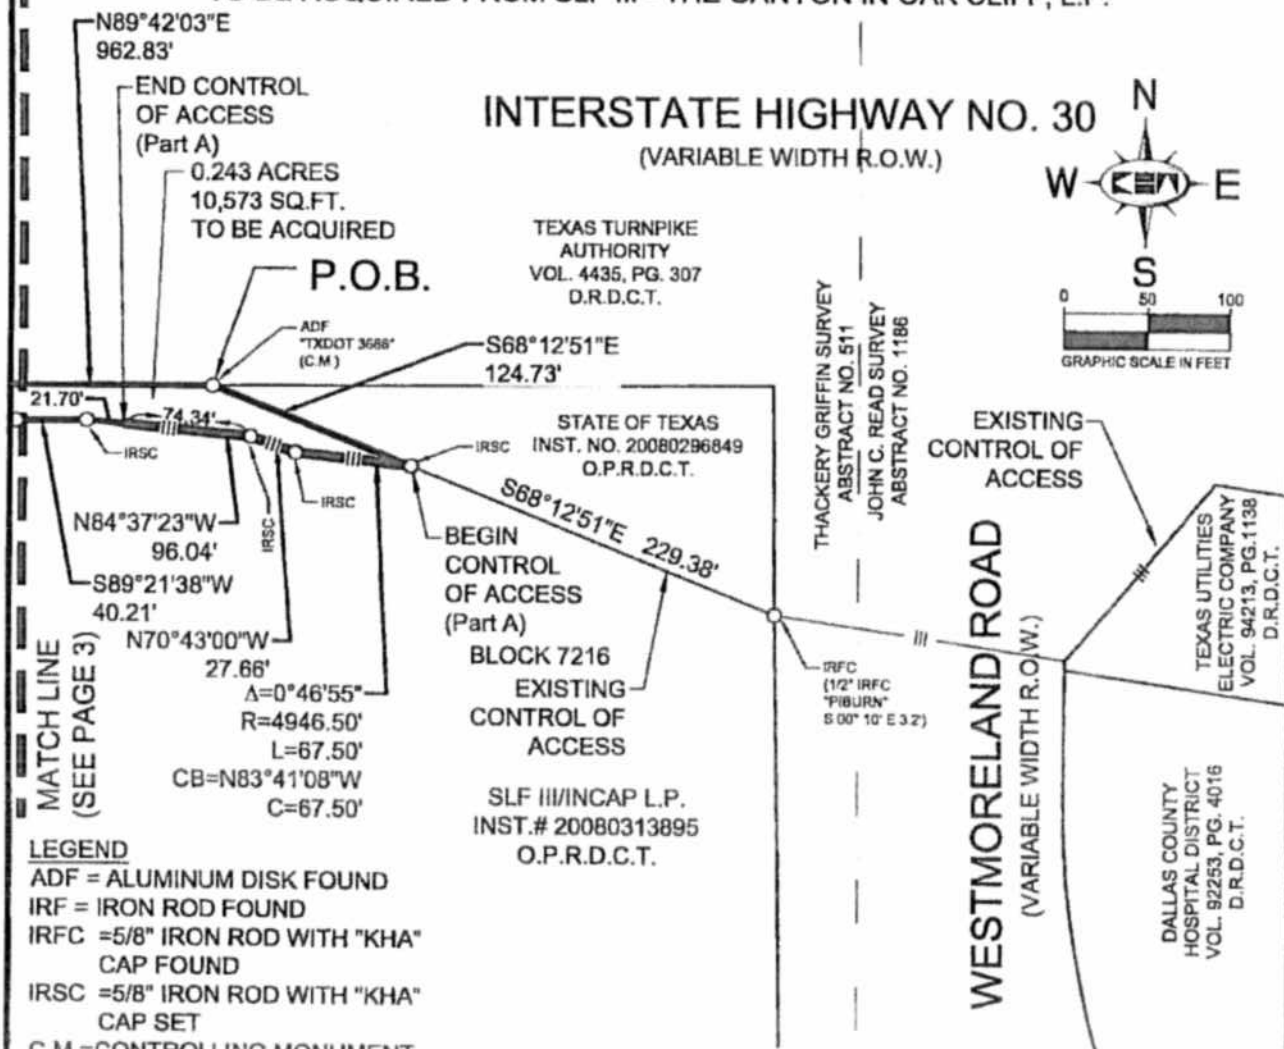 N89°42'03"E
962.83'
END CONTROL
OF ACCESS
(Part A)
0.243 ACRES
10,573 SQ.FT.
TO BE ACQUIRED
P.O.B.
INTERSTATE HIGHWAY NO. 30
(VARIABLE WIDTH R.O.W.)
N
W
E
S
0 50 100
GRAPHIC SCALE IN FEET
TEXAS TURNPIKE
AUTHORITY
VOL. 4435, PG. 307
D.R.D.C.T.
ADF
"TXDOT 3688"
(C.M.)
S68°12'51"E
124.73'
21.70'
74.34'
IRSC
IRSC
IRSC
IRSC
STATE OF TEXAS
INST. NO. 20080296849
O.P.R.D.C.T.
THACKERY GRIFFIN SURVEY
ABSTRACT NO. 511
JOHN C. READ SURVEY
ABSTRACT NO. 1186
EXISTING
CONTROL OF
ACCESS
S68°12'51"E 229.38'
N84°37'23"W
96.04'
S89°21'38"W
40.21'
N70°43'00"W
27.66'
Δ=0°46'55"
R=4946.50'
L=67.50'
CB=N83°41'08"W
C=67.50'
BEGIN
CONTROL
OF ACCESS
(Part A)
BLOCK 7216
EXISTING
CONTROL OF
ACCESS
SLF III/INCAP L.P.
INST.# 20080313895
O.P.R.D.C.T.
IRFC
(1/2" IRFC
"PIBURN"
S 00° 10' E 3.2')
WESTMORELAND ROAD
(VARIABLE WIDTH R.O.W.)
TEXAS UTILITIES
ELECTRIC COMPANY
VOL. 94213, PG.1138
D.R.D.C.T.
DALLAS COUNTY
HOSPITAL DISTRICT
VOL. 92253, PG. 4016
D.R.D.C.T.
MATCH LINE
(SEE PAGE 3)
LEGEND
ADF = ALUMINUM DISK FOUND
IRF = IRON ROD FOUND
IRFC =5/8" IRON ROD WITH "KHA"
CAP FOUND
IRSC =5/8" IRON ROD WITH "KHA"
CAP SET
C.M.=CONTROLLING MONUMENT